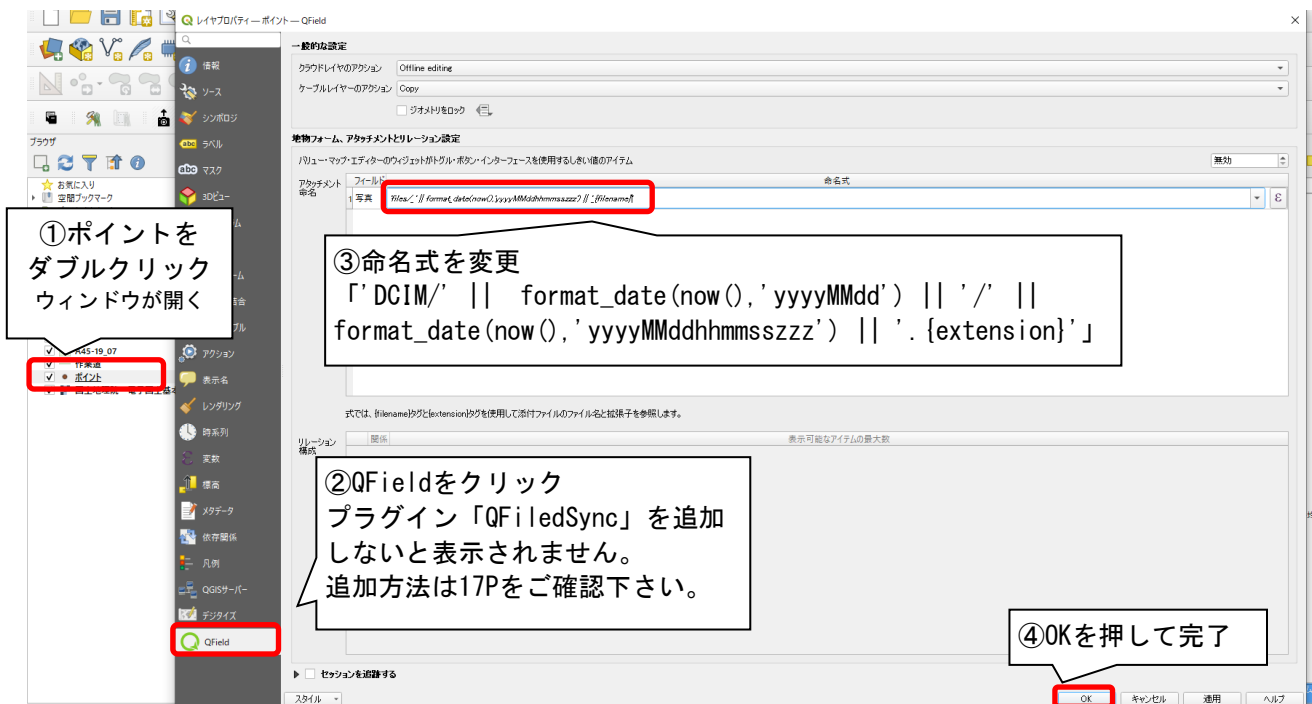 レイヤプロパティ — ポイント — QField
一般的な設定
クラウドレイヤのアクション Offline editing
ケーブルレイヤーのアクション Copy
ジオメトリをロック
地物フォーム、アタッチメントとリレーション設定
バリュー・マップ・エディターのウィジェットがトグル・ボタン・インターフェースを使用するしきい値のアイテム 無効
アタッチメント
命名
フィールド 命名式
1 写真
式では、{filename}タグと{extension}タグを使用して添付ファイルのファイル名と拡張子を参照します。
リレーション
構成
関係 表示可能なアイテムの最大数
セッションを追跡する
スタイル
OK キャンセル 適用 ヘルプ
情報
ソース
シンボロジ
abc ラベル
abc マスク
3Dビュー
アクション
表示名
レンダリング
時系列
変数
標高
メタデータ
依存関係
凡例
QGISサーバー
デジタイズ
QField
ブラウザ
お気に入り
空間ブックマーク
A45-19_07
作業道
ポイント
①ポイントを
ダブルクリック
ウィンドウが開く
②QFieldをクリック
プラグイン「QFiledSync」を追加
しないと表示されません。
追加方法は17Pをご確認下さい。
③命名式を変更
「'DCIM/' || format_date(now(),'yyyyMMdd') || '/' ||
format_date(now(),'yyyyMMddhhmmsszzz') || '.{extension}'」
④OKを押して完了